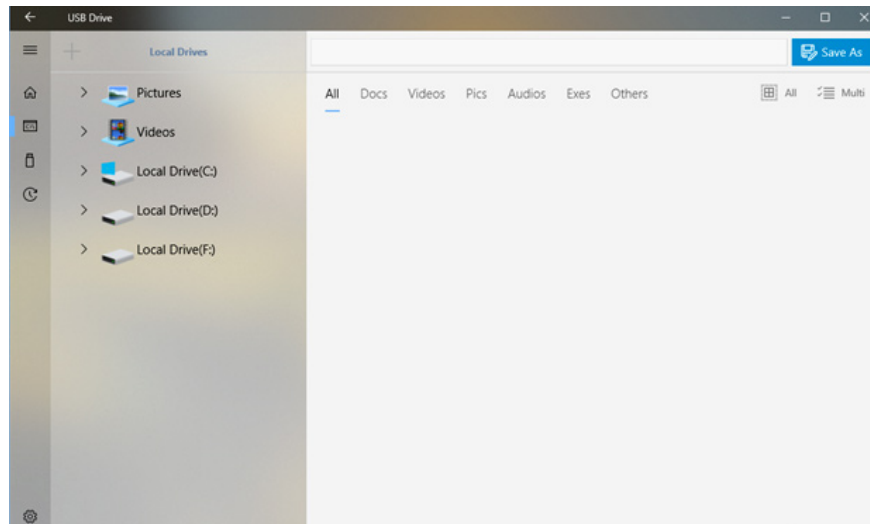 USB Drive
Local Drives
Save As
Pictures
Videos
Local Drive(C:)
Local Drive(D:)
Local Drive(F:)
All Docs Videos Pics Audios Exes Others
All Multi